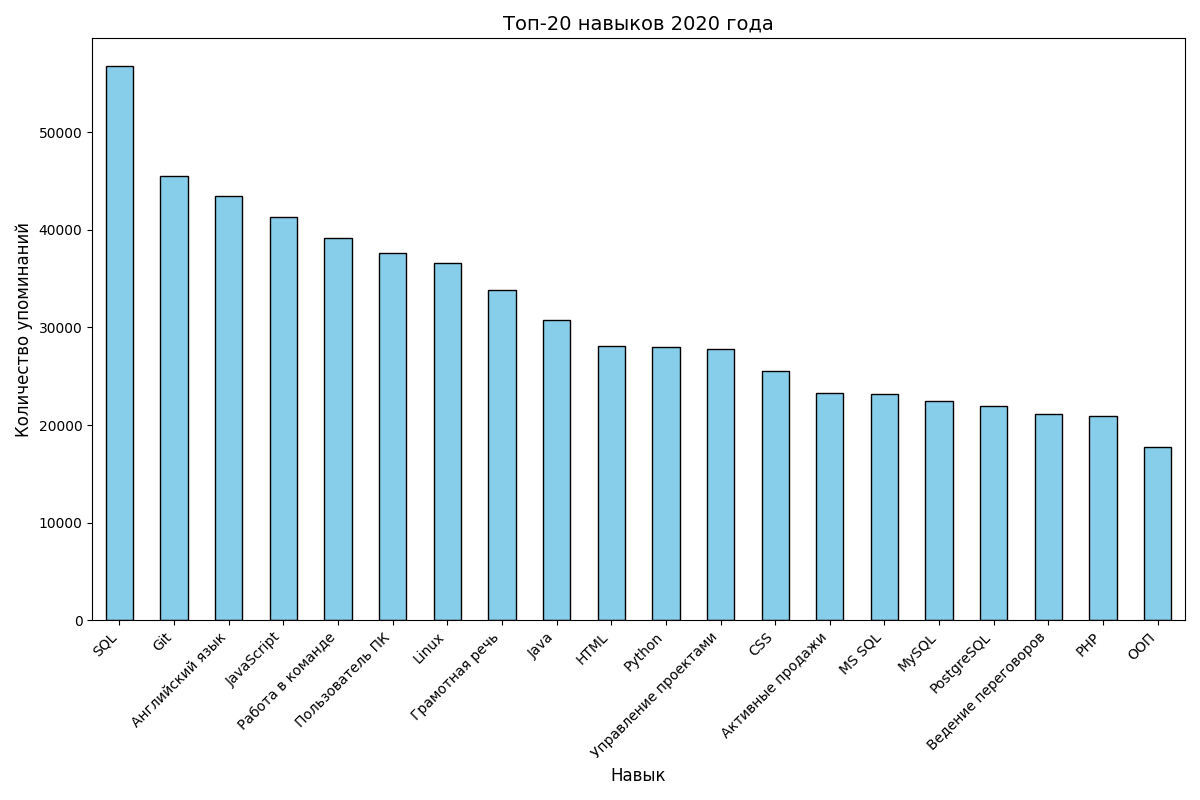 Топ-20 навыков 2020 года
Количество упоминаний
50000
40000
30000
20000
10000
0
SQL
Git
Английский язык
JavaScript
Работа в команде
Пользователь ПК
Linux
Грамотная речь
Java
HTML
Python
Управление проектами
CSS
Активные продажи
MS SQL
MySQL
PostgreSQL
Ведение переговоров
PHP
ООП
Навык